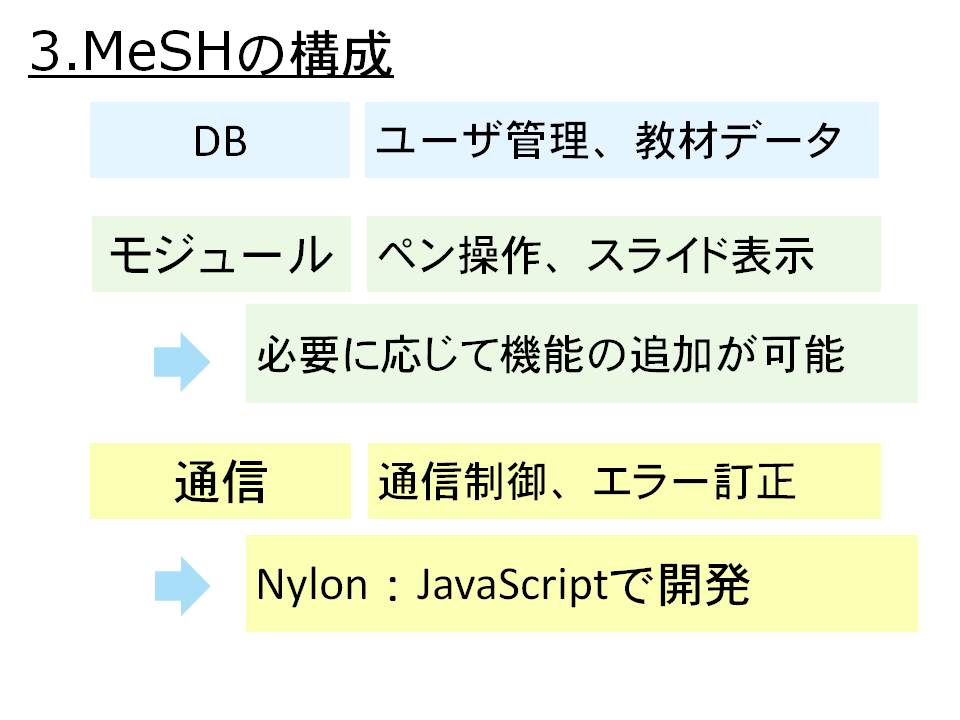 3.MeSHの構成
DB
ユーザ管理、教材データ
モジュール
ペン操作、スライド表示
必要に応じて機能の追加が可能
通信
通信制御、エラー訂正
Nylon：JavaScriptで開発